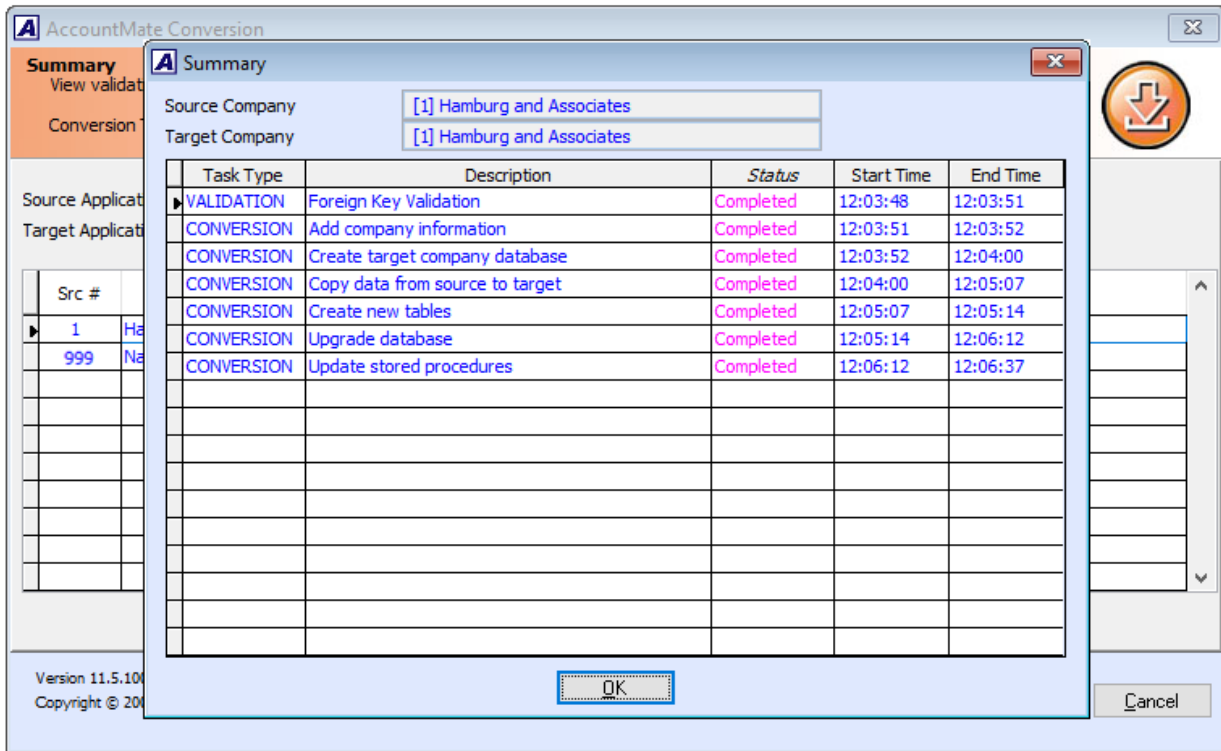 AccountMate Conversion
Summary
View validat
Conversion
Source Applicat
Target Applicati
Src #
1 Ha
999 Na
Version 11.5.100
Copyright © 200
Cancel
Summary
Source Company [1] Hamburg and Associates
Target Company [1] Hamburg and Associates
Task Type Description Status Start Time End Time
VALIDATION Foreign Key Validation Completed 12:03:48 12:03:51
CONVERSION Add company information Completed 12:03:51 12:03:52
CONVERSION Create target company database Completed 12:03:52 12:04:00
CONVERSION Copy data from source to target Completed 12:04:00 12:05:07
CONVERSION Create new tables Completed 12:05:07 12:05:14
CONVERSION Upgrade database Completed 12:05:14 12:06:12
CONVERSION Update stored procedures Completed 12:06:12 12:06:37
OK